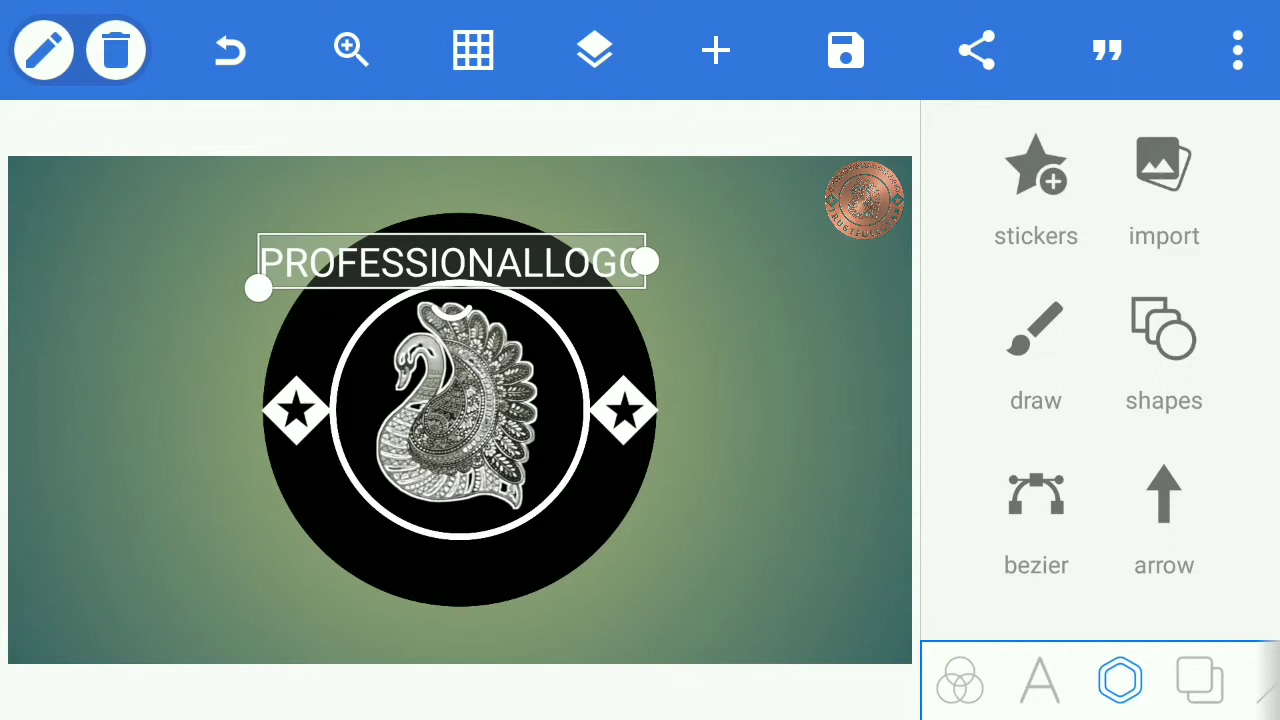 PROFESSIONALLOGO
stickers
import
draw
shapes
bezier
arrow